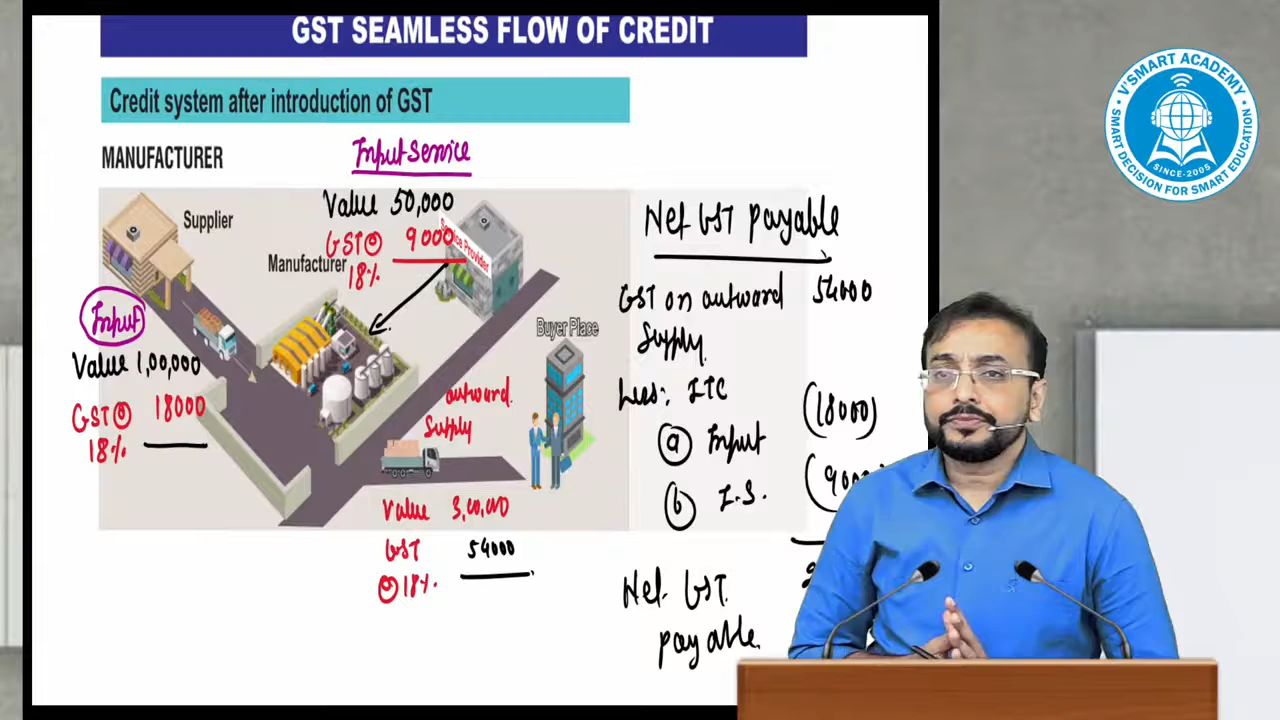 GST SEAMLESS FLOW OF CREDIT
Credit system after introduction of GST
MANUFACTURER
Input Service
Value 50,000
GST @ 9000
18%
Supplier
Manufacturer
Service Provider
Input
Value 1,00,000
GST @ 18000
18%
Buyer Place
outward
Supply
Value 3,00,000
GST 54000
@ 18%
Net GST payable
GST on outward 54000
Supply
Less: ITC
(a) Input (18000)
(b) I.S. (9000
Net GST
payable
V'SMART ACADEMY
SINCE-2005
SMART DECISION FOR SMART EDUCATION